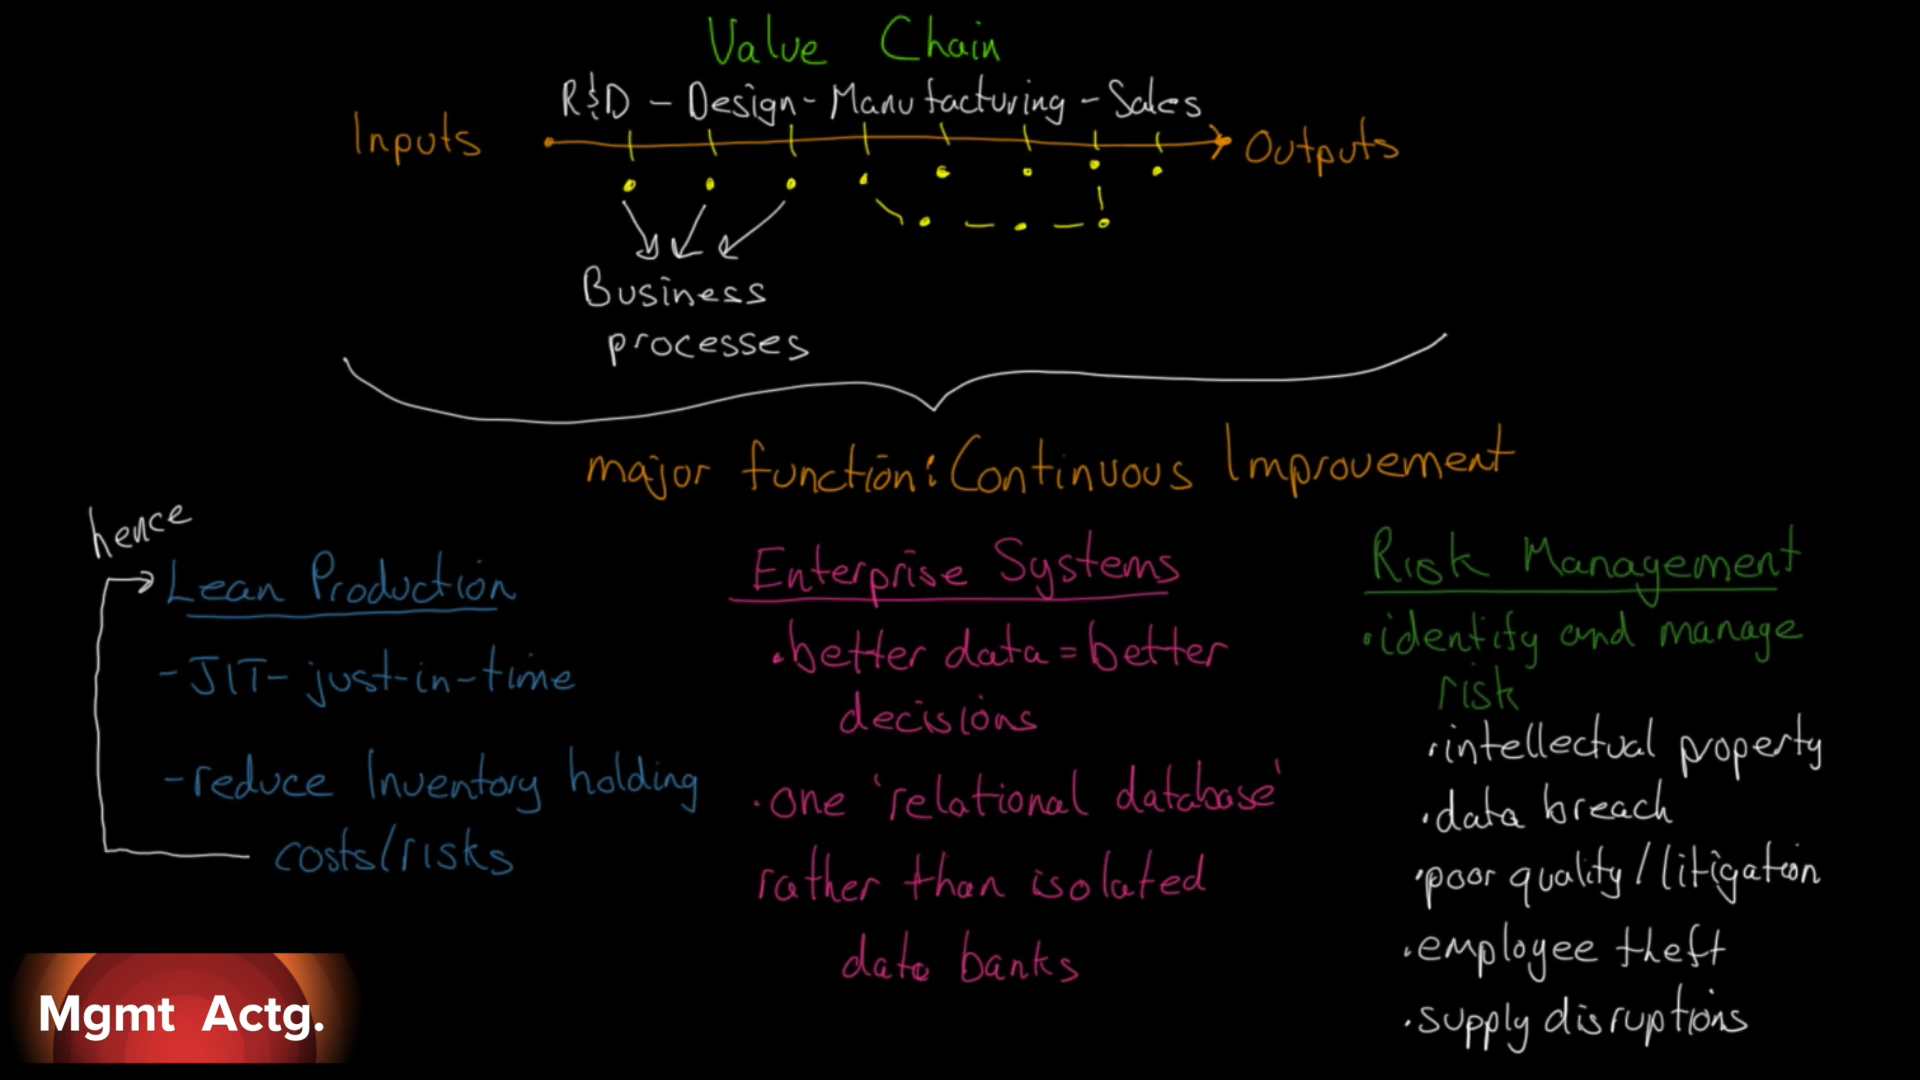 Value Chain
R&D - Design - Manufacturing - Sales
Inputs
Outputs
Business
processes
major function: Continuous Improvement
hence
Lean Production
- JIT - just-in-time
- reduce Inventory holding
costs/risks
Enterprise Systems
• better data = better
decisions
• one 'relational database'
rather than isolated
data banks
Risk Management
• identify and manage
risk
• intellectual property
• data breach
• poor quality / litigation
• employee theft
• supply disruptions
Mgmt Actg.